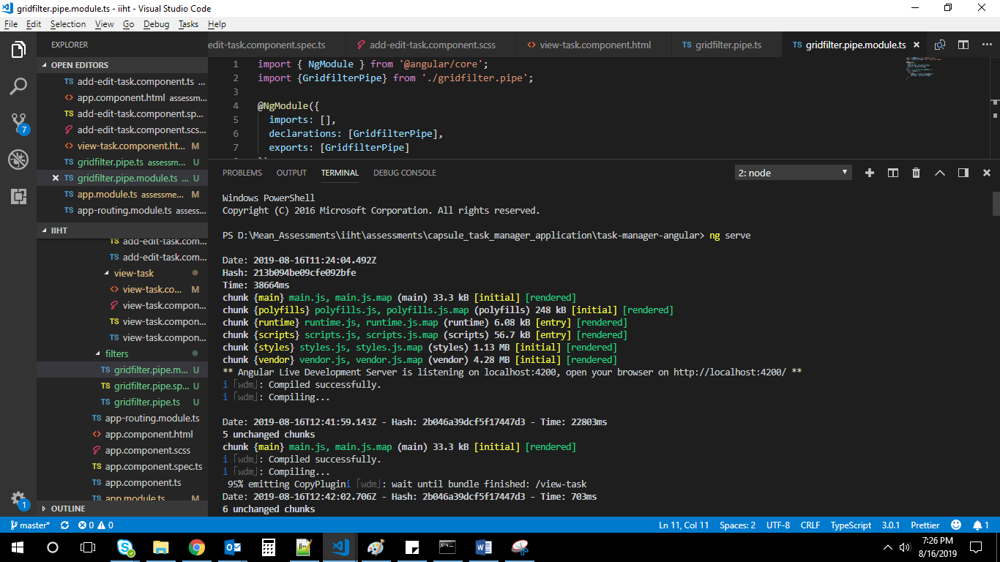 gridfilter.pipe.module.ts - iiht - Visual Studio Code
File Edit Selection View Go Debug Tasks Help
EXPLORER
OPEN EDITORS
TS add-edit-task.component.ts ...
<> app.component.html assessm...
TS add-edit-task.component.sp...
add-edit-task.component.scs...
<> view-task.component.ht... M
TS gridfilter.pipe.ts assessm... U
TS gridfilter.pipe.module.ts ... U
TS app.module.ts assessme... M
TS app-routing.module.ts assess...
IIHT
TS add-edit-task.com...
TS add-edit-task.com...
view-task
<> view-task.co... M
view-task.compon...
TS view-task.compon...
TS view-task.compon...
filters
TS gridfilter.pipe.m... U
TS gridfilter.pipe.sp... U
TS gridfilter.pipe.ts U
TS app-routing.module.ts
<> app.component.html
app.component.scss
TS app.component.spec.ts
TS app.component.ts
TS app.module.ts M
OUTLINE
7
1
edit-task.component.spec.ts add-edit-task.component.scss <> view-task.component.html TS gridfilter.pipe.ts TS gridfilter.pipe.module.ts
1 import { NgModule } from '@angular/core';
2 import {GridfilterPipe} from './gridfilter.pipe';
3
4 @NgModule({
5 imports: [],
6 declarations: [GridfilterPipe],
7 exports: [GridfilterPipe]
PROBLEMS OUTPUT TERMINAL DEBUG CONSOLE 2: node
Windows PowerShell
Copyright (C) 2016 Microsoft Corporation. All rights reserved.
PS D:\Mean_Assessments\iiht\assessments\capsule_task_manager_application\task-manager-angular> ng serve
Date: 2019-08-16T11:24:04.492Z
Hash: 213b094be09cfe092bfe
Time: 38664ms
chunk {main} main.js, main.js.map (main) 33.3 kB [initial] [rendered]
chunk {polyfills} polyfills.js, polyfills.js.map (polyfills) 248 kB [initial] [rendered]
chunk {runtime} runtime.js, runtime.js.map (runtime) 6.08 kB [entry] [rendered]
chunk {scripts} scripts.js, scripts.js.map (scripts) 56.7 kB [entry] [rendered]
chunk {styles} styles.js, styles.js.map (styles) 1.13 MB [initial] [rendered]
chunk {vendor} vendor.js, vendor.js.map (vendor) 4.28 MB [initial] [rendered]
** Angular Live Development Server is listening on localhost:4200, open your browser on http://localhost:4200/ **
i ｢wdm｣: Compiled successfully.
i ｢wdm｣: Compiling...
Date: 2019-08-16T12:41:59.143Z - Hash: 2b046a39dcf5f17447d3 - Time: 22803ms
5 unchanged chunks
chunk {main} main.js, main.js.map (main) 33.3 kB [initial] [rendered]
i ｢wdm｣: Compiled successfully.
i ｢wdm｣: Compiling...
95% emitting CopyPlugini ｢wdm｣: wait until bundle finished: /view-task
Date: 2019-08-16T12:42:02.706Z - Hash: 2b046a39dcf5f17447d3 - Time: 703ms
6 unchanged chunks
master* 0 0 Ln 11, Col 11 Spaces: 2 UTF-8 CRLF TypeScript 3.0.1 Prettier 1
7:26 PM
8/16/2019